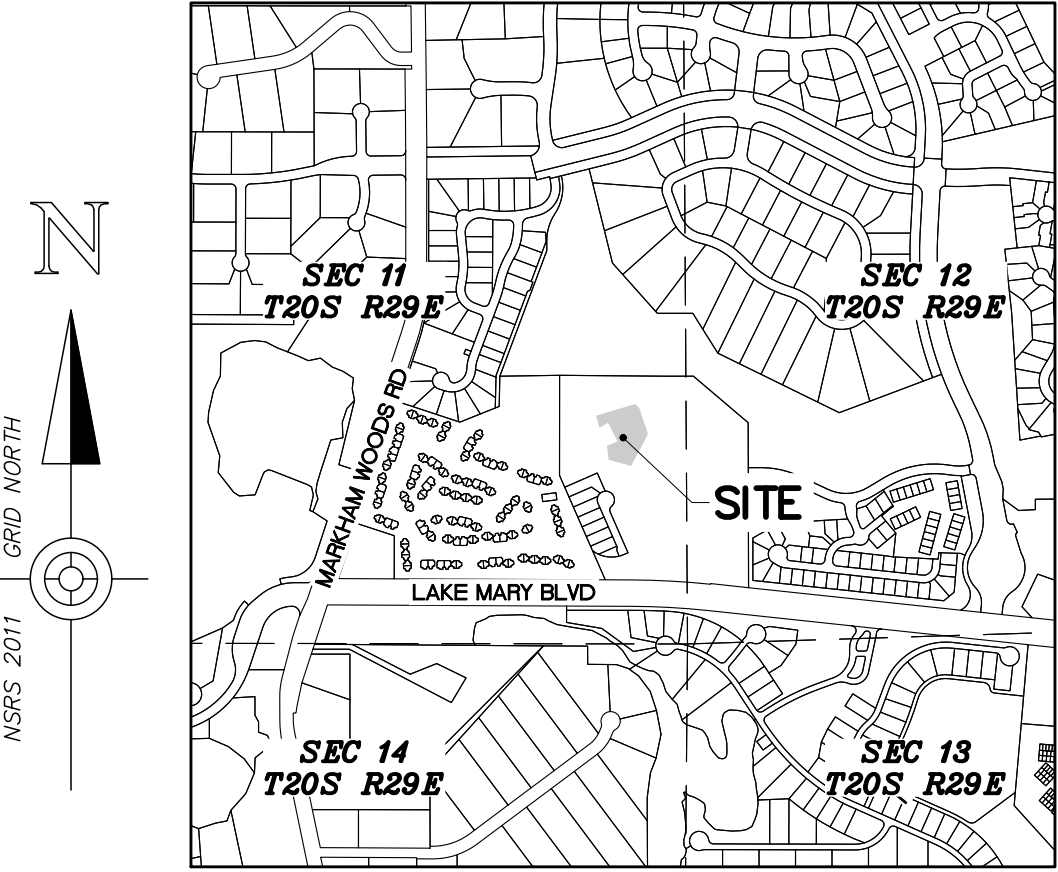 N
GRID NORTH
NSRS 2011
SEC 11
T20S R29E
SEC 12
T20S R29E
MARKHAM WOODS RD
SITE
LAKE MARY BLVD
SEC 14
T20S R29E
SEC 13
T20S R29E